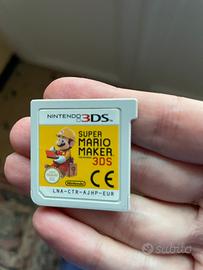 NINTENDO 3DS
SUPER
MARIO
MAKER
3DS
Nintendo
CE
LNA-CTR-AJHP-EUR
subito